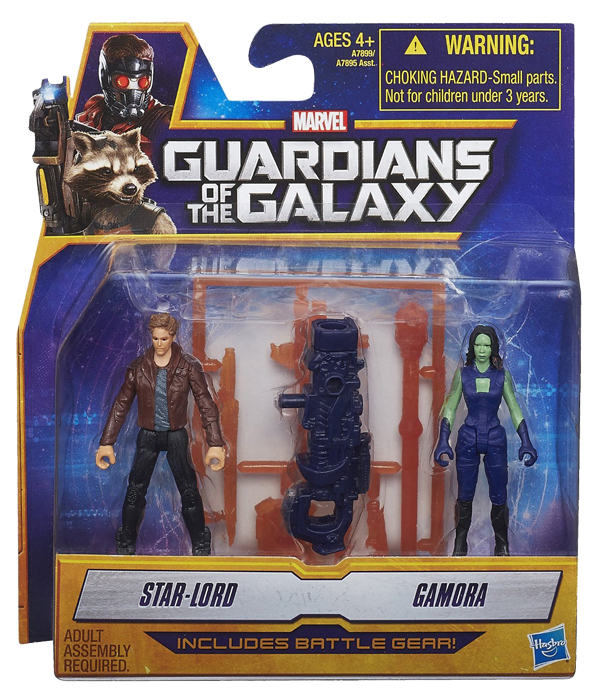 AGES 4+
A7899/
A7895 Asst.
WARNING:
CHOKING HAZARD-Small parts.
Not for children under 3 years.
MARVEL
GUARDIANS
OF THE GALAXY
STAR-LORD
GAMORA
INCLUDES BATTLE GEAR!
ADULT
ASSEMBLY
REQUIRED.
Hasbro